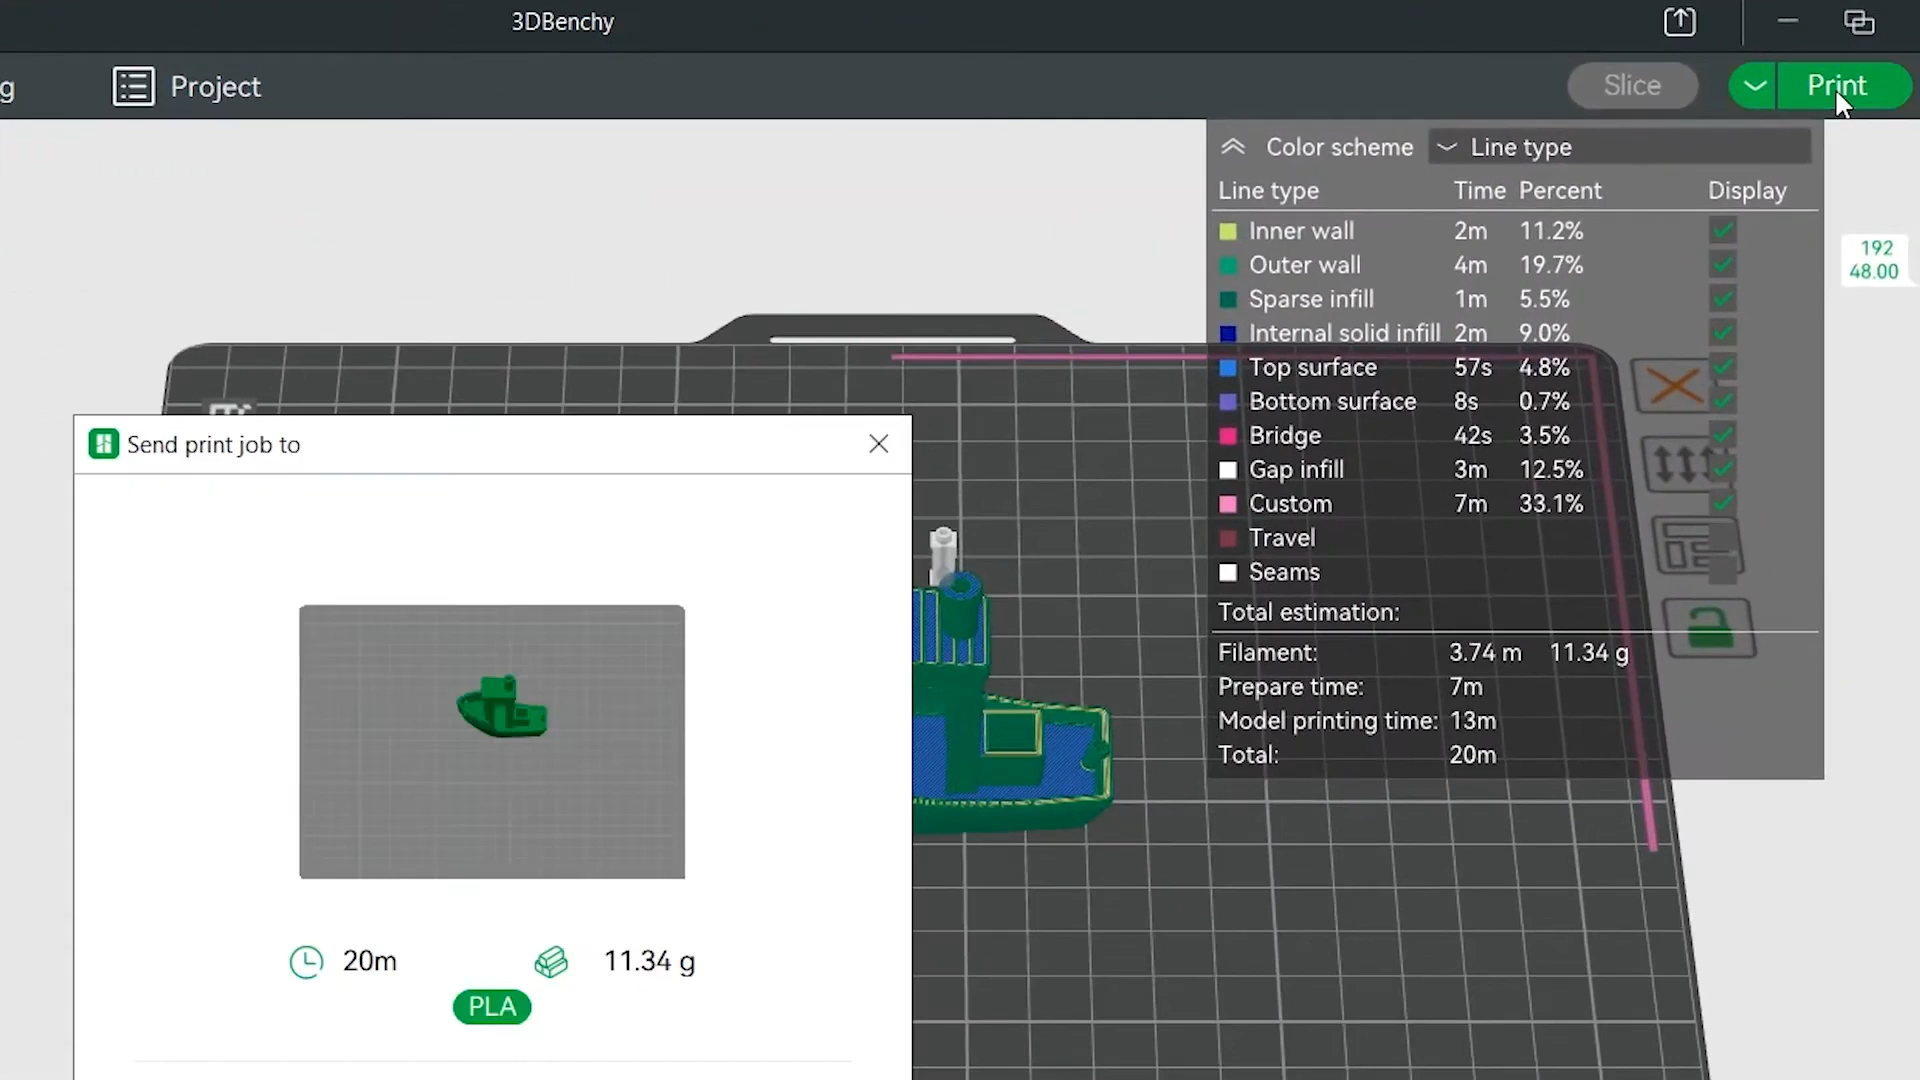 3DBenchy
g
Project
Slice
Print
Color scheme
Line type
Line type Time Percent Display
Inner wall 2m 11.2%
Outer wall 4m 19.7%
Sparse infill 1m 5.5%
Internal solid infill 2m 9.0%
Top surface 57s 4.8%
Bottom surface 8s 0.7%
Bridge 42s 3.5%
Gap infill 3m 12.5%
Custom 7m 33.1%
Travel
Seams
Total estimation:
Filament: 3.74 m 11.34 g
Prepare time: 7m
Model printing time: 13m
Total: 20m
192
48.00
Send print job to
20m
11.34 g
PLA